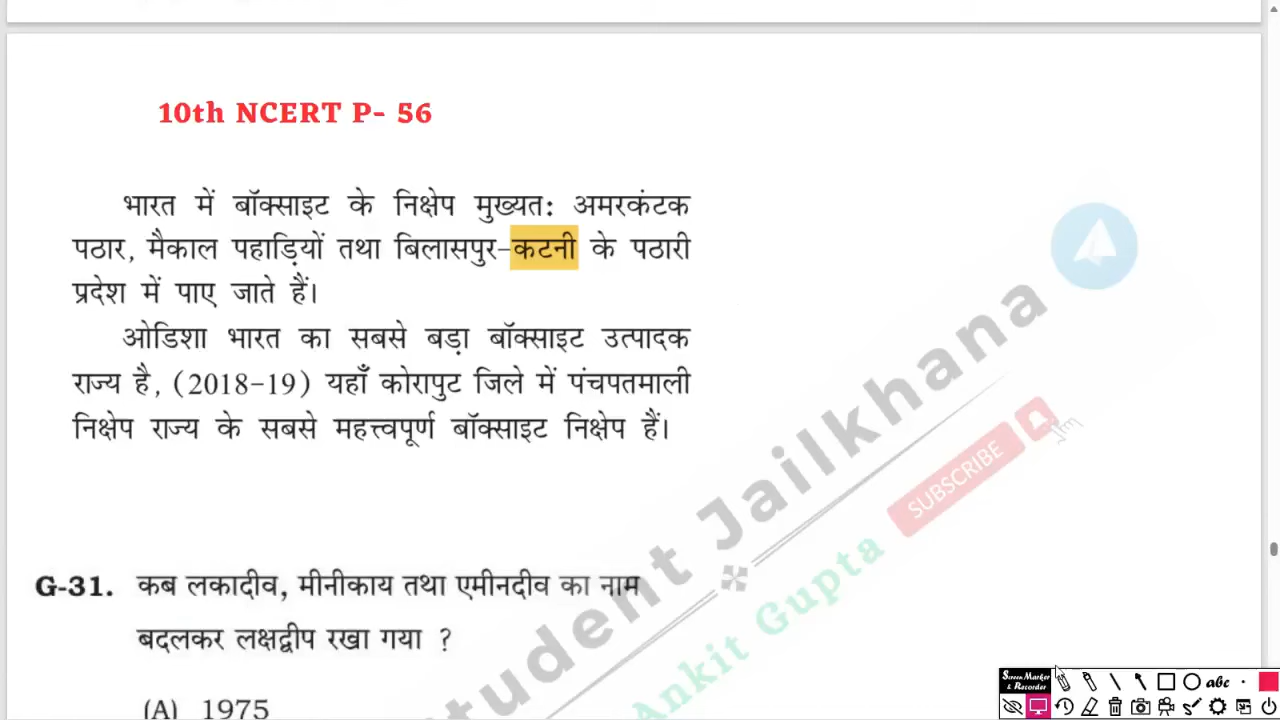 10th NCERT P- 56
भारत में बॉक्साइट के निक्षेप मुख्यत: अमरकंटक
पठार, मैकाल पहाड़ियों तथा बिलासपुर-कटनी के पठारी
प्रदेश में पाए जाते हैं।
ओडिशा भारत का सबसे बड़ा बॉक्साइट उत्पादक
राज्य है, (2018-19) यहाँ कोरापुट जिले में पंचपतमाली
निक्षेप राज्य के सबसे महत्त्वपूर्ण बॉक्साइट निक्षेप हैं।
Student Jailkhana
SUBSCRIBE
Ankit Gupta
G-31. कब लकादीव, मीनीकाय तथा एमीनदीव का नाम
बदलकर लक्षद्वीप रखा गया ?
(A) 1975
Screen Marker
& Recorder
abc